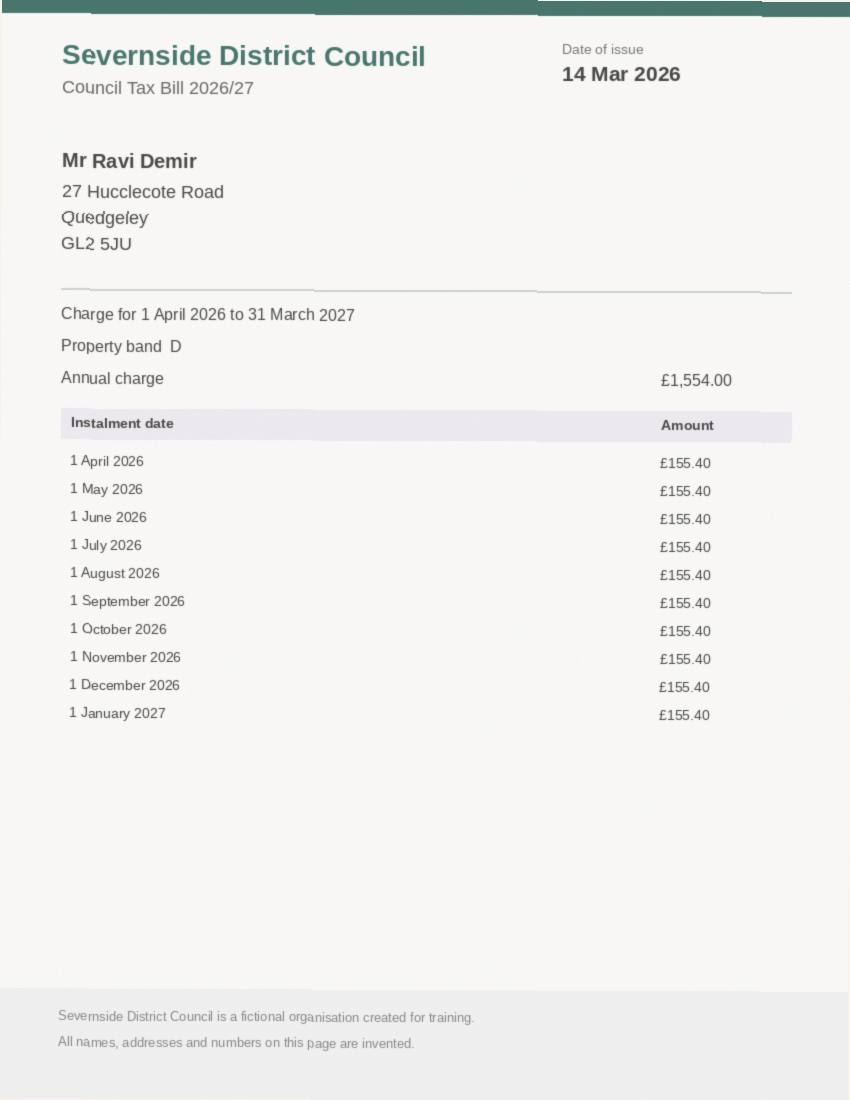 Severnside District Council
Council Tax Bill 2026/27
Date of issue
14 Mar 2026
Mr Ravi Demir
27 Hucclecote Road
Quedgeley
GL2 5JU
Charge for 1 April 2026 to 31 March 2027
Property band D
Annual charge £1,554.00
Instalment date Amount
1 April 2026 £155.40
1 May 2026 £155.40
1 June 2026 £155.40
1 July 2026 £155.40
1 August 2026 £155.40
1 September 2026 £155.40
1 October 2026 £155.40
1 November 2026 £155.40
1 December 2026 £155.40
1 January 2027 £155.40
Severnside District Council is a fictional organisation created for training.
All names, addresses and numbers on this page are invented.